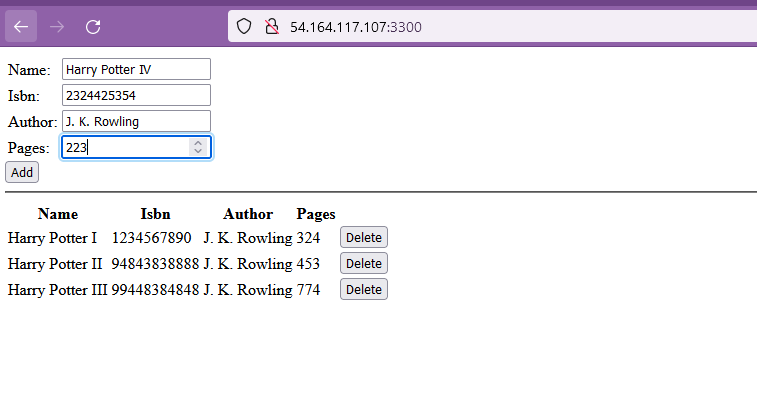 54.164.117.107:3300
Name: Harry Potter IV
Isbn: 2324425354
Author: J. K. Rowling
Pages: 223
Add
Name Isbn Author Pages
Harry Potter I 1234567890 J. K. Rowling 324 Delete
Harry Potter II 94843838888 J. K. Rowling 453 Delete
Harry Potter III 99448384848 J. K. Rowling 774 Delete